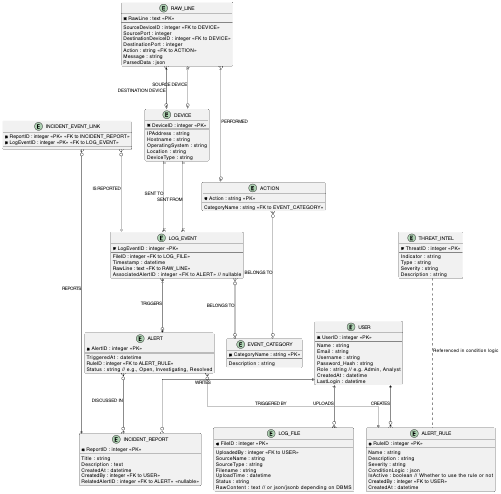 E RAW_LINE
RawLine : text «PK»
SourceDeviceID : integer «FK to DEVICE»
SourcePort : integer
DestinationDeviceID : integer «FK to DEVICE»
DestinationPort : integer
Action : string «FK to ACTION»
Message : string
ParsedData : json
SOURCE DEVICE
DESTINATION DEVICE
PERFORMED
E INCIDENT_EVENT_LINK
ReportID : integer «PK» «FK to INCIDENT_REPORT»
LogEventID : integer «PK» «FK to LOG_EVENT»
E DEVICE
DeviceID : integer «PK»
IPAddress : string
Hostname : string
OperatingSystem : string
Location : string
DeviceType : string
IS REPORTED
SENT TO
SENT FROM
E ACTION
Action : string «PK»
CategoryName : string «FK to EVENT_CATEGORY»
E LOG_EVENT
LogEventID : integer «PK»
FileID : integer «FK to LOG_FILE»
Timestamp : datetime
RawLine : text «FK to RAW_LINE»
AssociatedAlertID : integer «FK to ALERT» // nullable
E THREAT_INTEL
ThreatID : integer «PK»
Indicator : string
Type : string
Severity : string
Description : string
BELONGS TO
REPORTS
TRIGGERS
BELONGS TO
E ALERT
AlertID : integer «PK»
TriggeredAt : datetime
RuleID : integer «FK to ALERT_RULE»
Status : string // e.g., Open, Investigating, Resolved
E EVENT_CATEGORY
CategoryName : string «PK»
Description : string
E USER
UserID : integer «PK»
Name : string
Email : string
Username : string
Password_Hash : string
Role : string // e.g. Admin, Analyst
CreatedAt : datetime
LastLogin : datetime
Referenced in condition logic
WRITES
DISCUSSED IN
TRIGGERED BY
UPLOADS
CREATES
E INCIDENT_REPORT
ReportID : integer «PK»
Title : string
Description : text
CreatedAt : datetime
CreatedBy : integer «FK to USER»
RelatedAlertID : integer «FK to ALERT» «nullable»
E LOG_FILE
FileID : integer «PK»
UploadedBy : integer «FK to USER»
SourceName : string
SourceType : string
Filename : string
UploadTime : datetime
Status : string
RawContent : text // or json/jsonb depending on DBMS
E ALERT_RULE
RuleID : integer «PK»
Name : string
Description : string
Severity : string
ConditionLogic : json
IsActive : boolean // Whether to use the rule or not
CreatedBy : integer «FK to USER»
CreatedAt : datetime